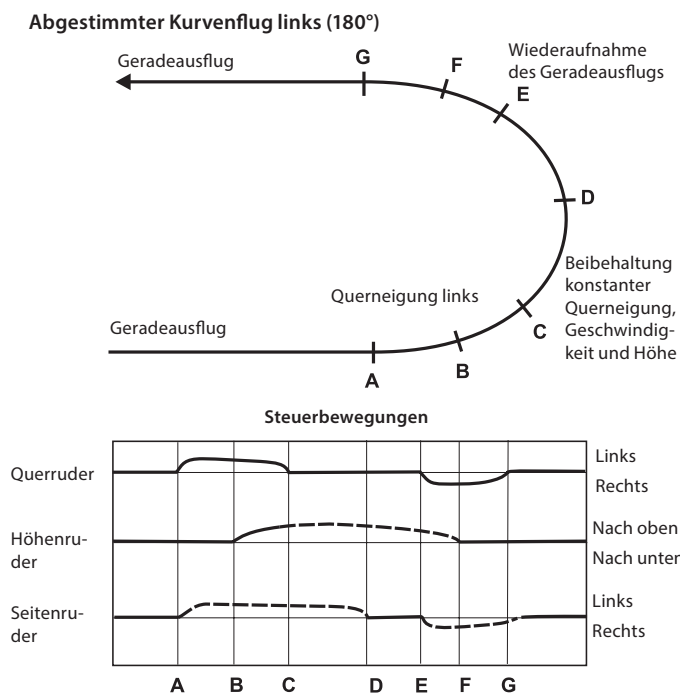 Abgestimmter Kurvenflug links (180°)
Geradeausflug
G
F
E
Wiederaufnahme
des Geradeausflugs
D
Querneigung links
Beibehaltung
konstanter
Querneigung,
Geschwindig-
keit und Höhe
Geradeausflug
A
B
C
Steuerbewegungen
Querruder
Links
Rechts
Höhenru-
der
Nach oben
Nach unten
Seitenru-
der
Links
Rechts
A B C D E F G